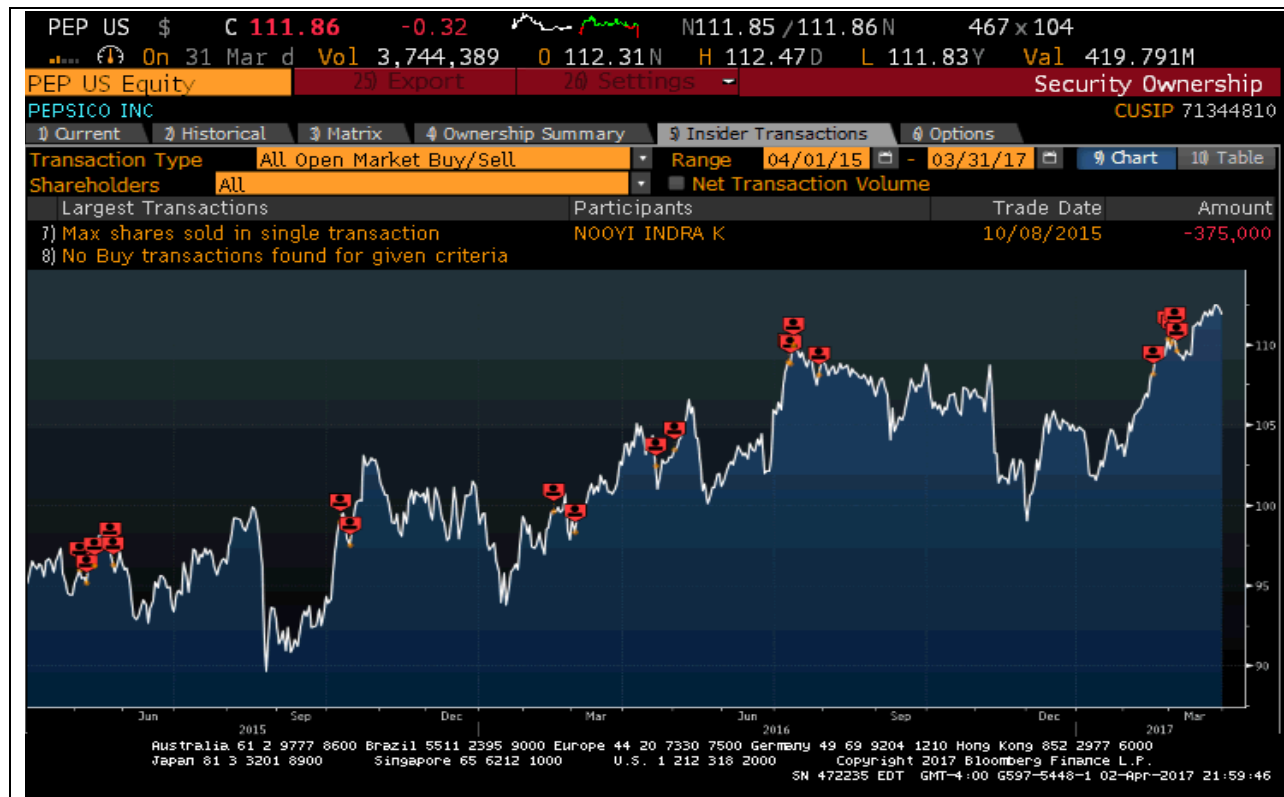 PEP US $ C 111.86 -0.32 N111.85/111.86N 467×104
On 31 Mar d Vol 3,744,389 O 112.31N H 112.47D L 111.83Y Val 419.791M
PEP US Equity 25) Export 26) Settings Security Ownership
PEPSICO INC CUSIP 71344810
1) Current 2) Historical 3) Matrix 4) Ownership Summary 5) Insider Transactions 6) Options
Transaction Type All Open Market Buy/Sell Range 04/01/15 - 03/31/17 9) Chart 10) Table
Shareholders All Net Transaction Volume
Largest Transactions Participants Trade Date Amount
7) Max shares sold in single transaction NOOYI INDRA K 10/08/2015 -375,000
8) No Buy transactions found for given criteria
110
105
100
95
90
Jun Sep Dec Mar Jun Sep Dec Mar
2015 2016 2017
Australia 61 2 9777 8600 Brazil 5511 2395 9000 Europe 44 20 7330 7500 Germany 49 69 9204 1210 Hong Kong 852 2977 6000
Japan 81 3 3201 8900 Singapore 65 6212 1000 U.S. 1 212 318 2000 Copyright 2017 Bloomberg Finance L.P.
SN 472235 EDT GMT-4:00 G597-5448-1 02-Apr-2017 21:59:46